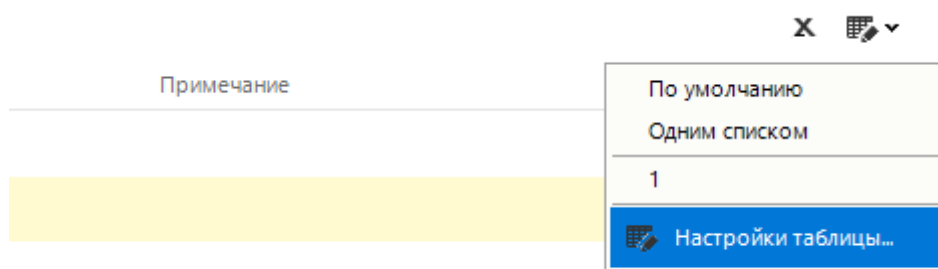 Примечание
По умолчанию
Одним списком
1
Настройки таблицы...